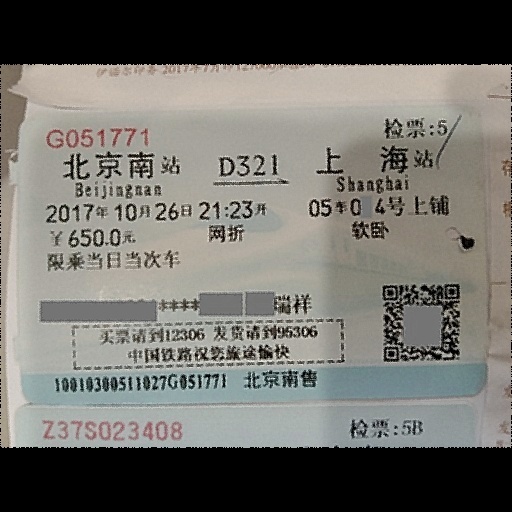 G051771 检票:5
北京南站 D321 上海站
Beijingnan Shanghai
2017年10月26日21:23开 05车0 4号上铺
￥650.0元 网折 软卧
限乘当日当次车
**** 瑞祥
买票请到12306 发货请到95306
中国铁路祝您旅途愉快
10010300511027G051771 北京南售
Z37S023408 检票:5B